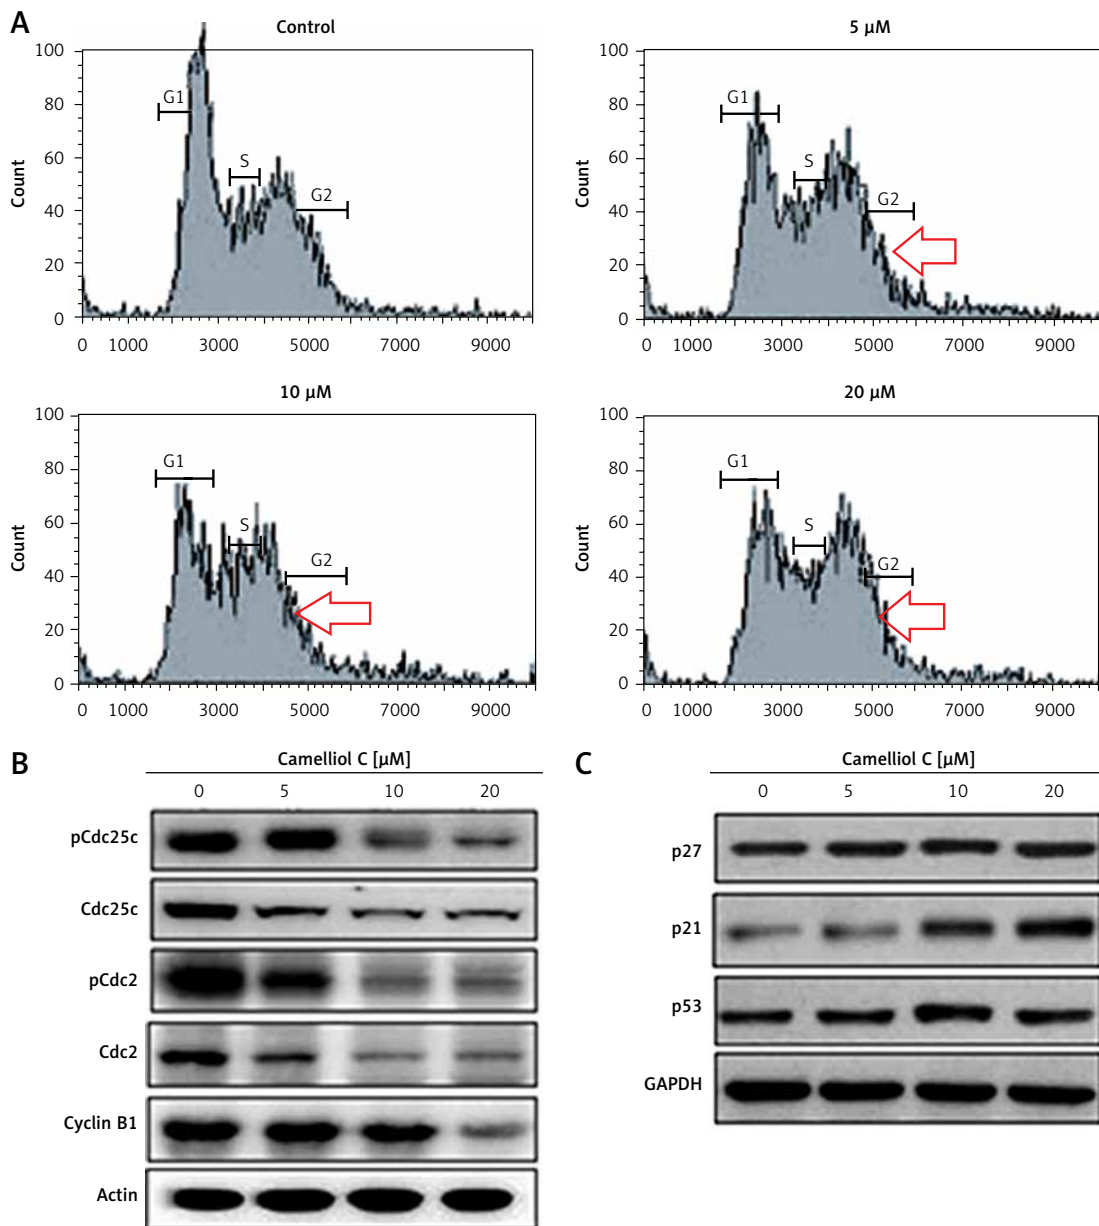 A
Control
5 µM
100
80
60
40
20
0
Count
G1
S
G2
0 1000 3000 5000 7000 9000
100
80
60
40
20
0
Count
G1
S
G2
0 1000 3000 5000 7000 9000
10 µM
20 µM
100
80
60
40
20
0
Count
G1
S
G2
0 1000 3000 5000 7000 9000
100
80
60
40
20
0
Count
G1
S
G2
0 1000 3000 5000 7000 9000
B
Camelliol C [µM]
0 5 10 20
pCdc25c
Cdc25c
pCdc2
Cdc2
Cyclin B1
Actin
C
Camelliol C [µM]
0 5 10 20
p27
p21
p53
GAPDH